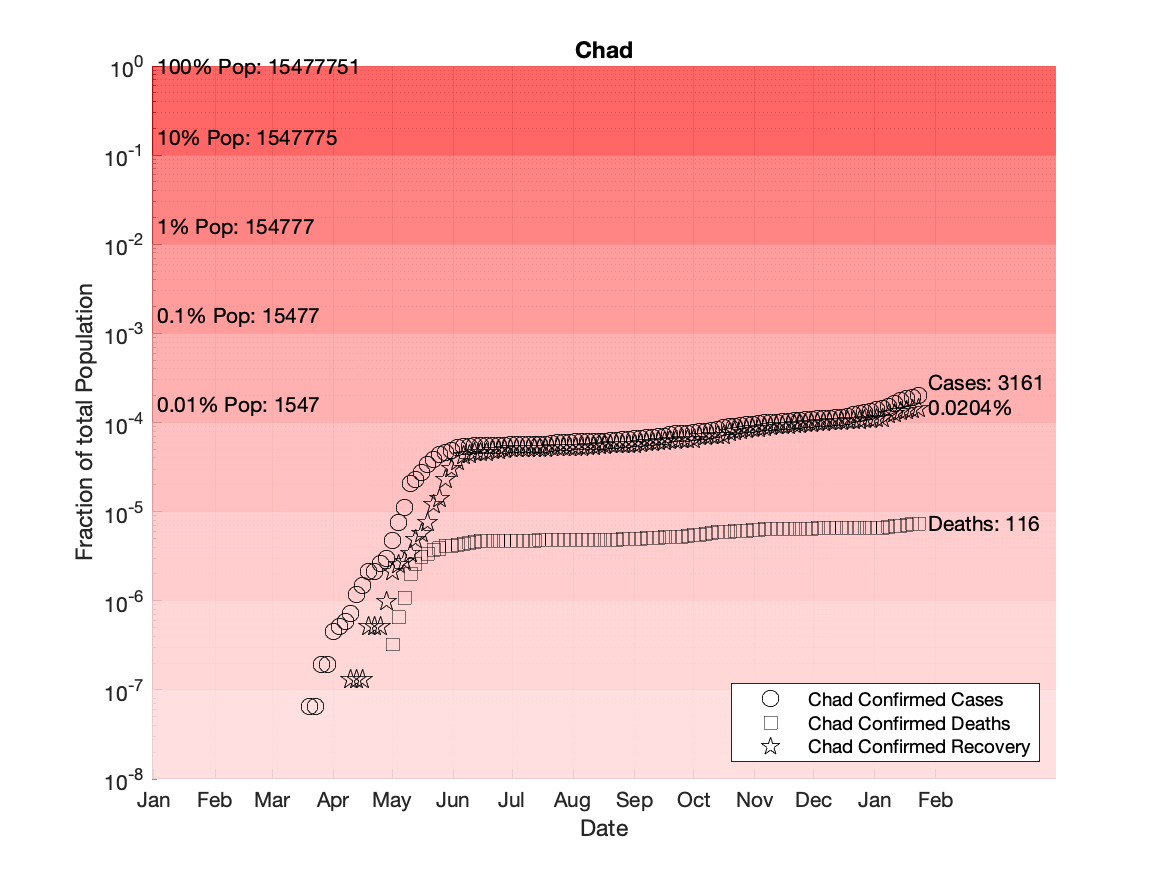 Chad
10^0
100% Pop: 15477751
10% Pop: 1547775
10^-1
1% Pop: 154777
10^-2
0.1% Pop: 15477
10^-3
0.01% Pop: 1547
10^-4
10^-5
10^-6
10^-7
10^-8
Fraction of total Population
Cases: 3161
0.0204%
Deaths: 116
Chad Confirmed Cases
Chad Confirmed Deaths
Chad Confirmed Recovery
Jan Feb Mar Apr May Jun Jul Aug Sep Oct Nov Dec Jan Feb
Date